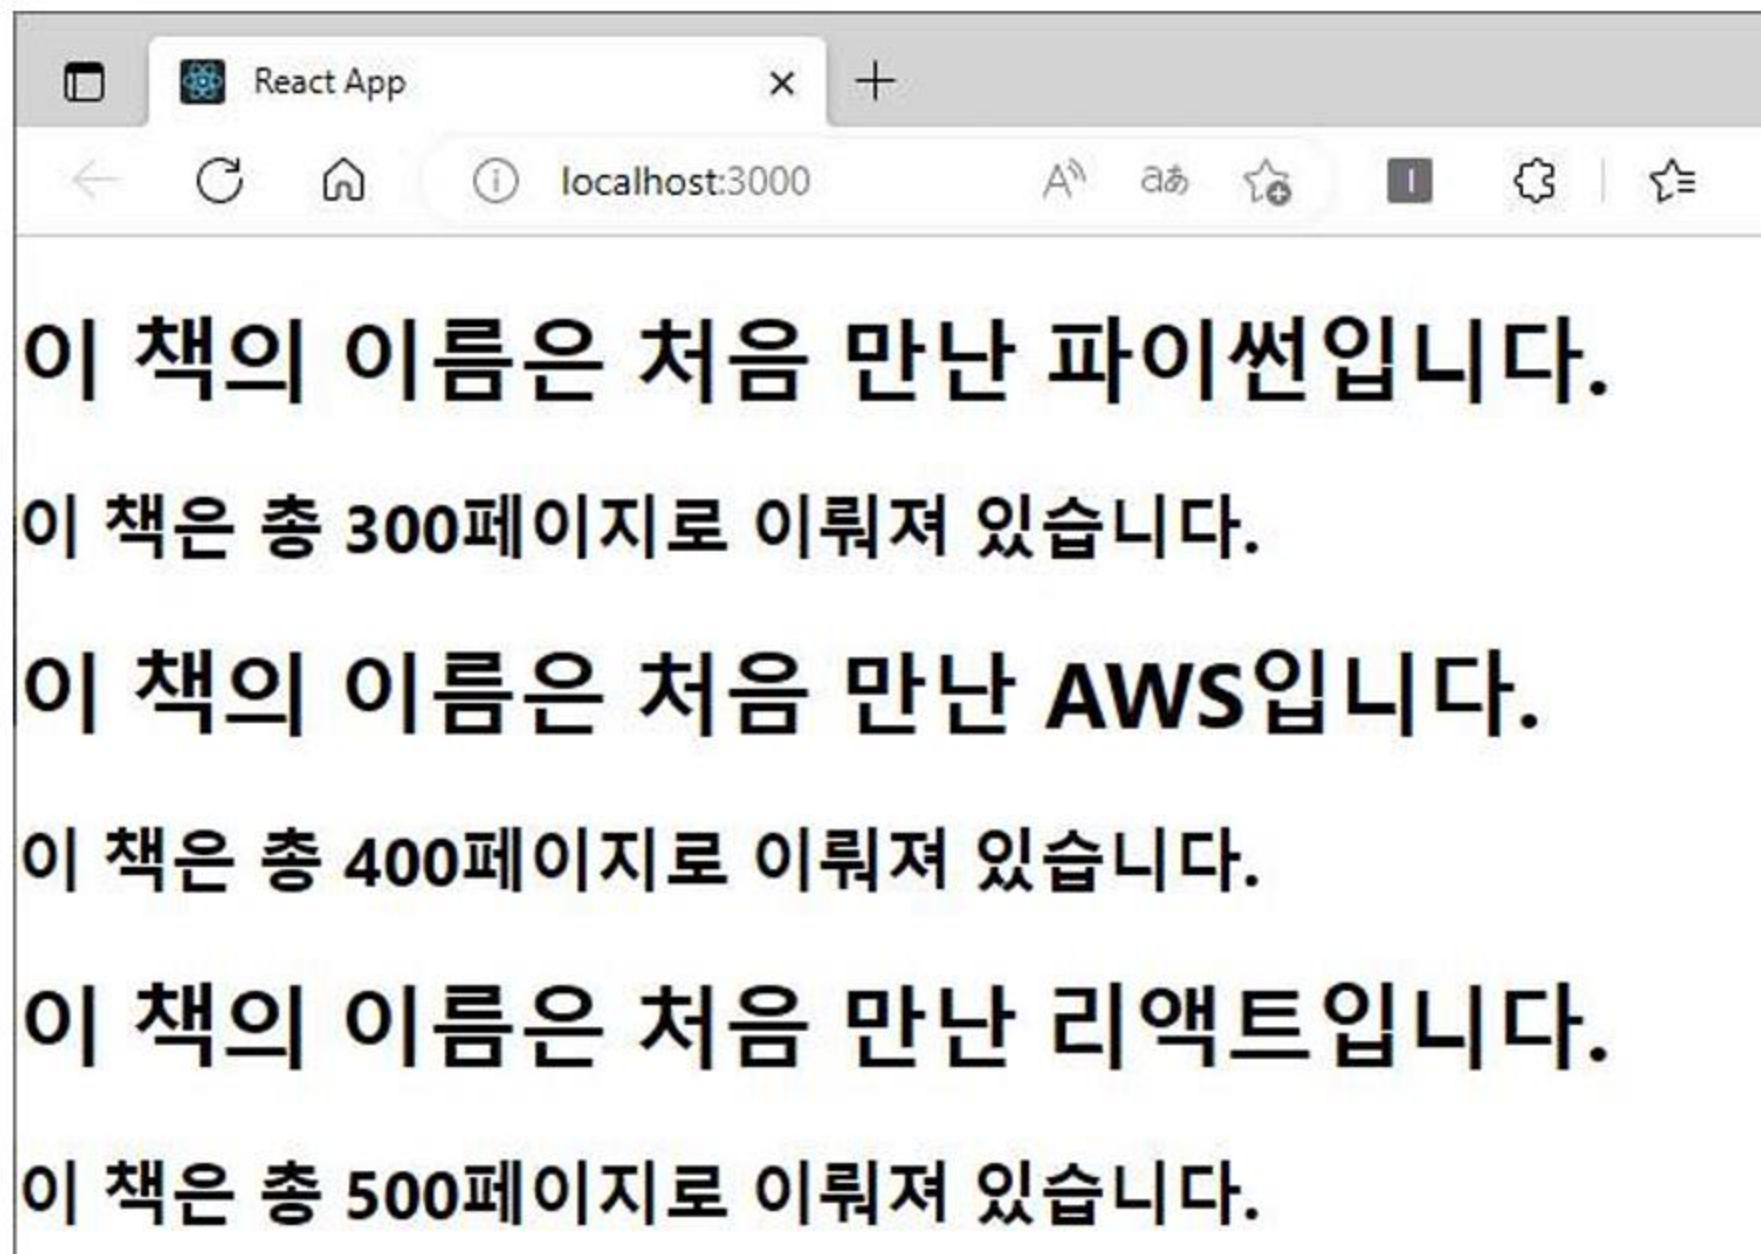 React App
localhost:3000
이 책의 이름은 처음 만난 파이썬입니다.
이 책은 총 300페이지로 이뤄져 있습니다.
이 책의 이름은 처음 만난 AWS입니다.
이 책은 총 400페이지로 이뤄져 있습니다.
이 책의 이름은 처음 만난 리액트입니다.
이 책은 총 500페이지로 이뤄져 있습니다.